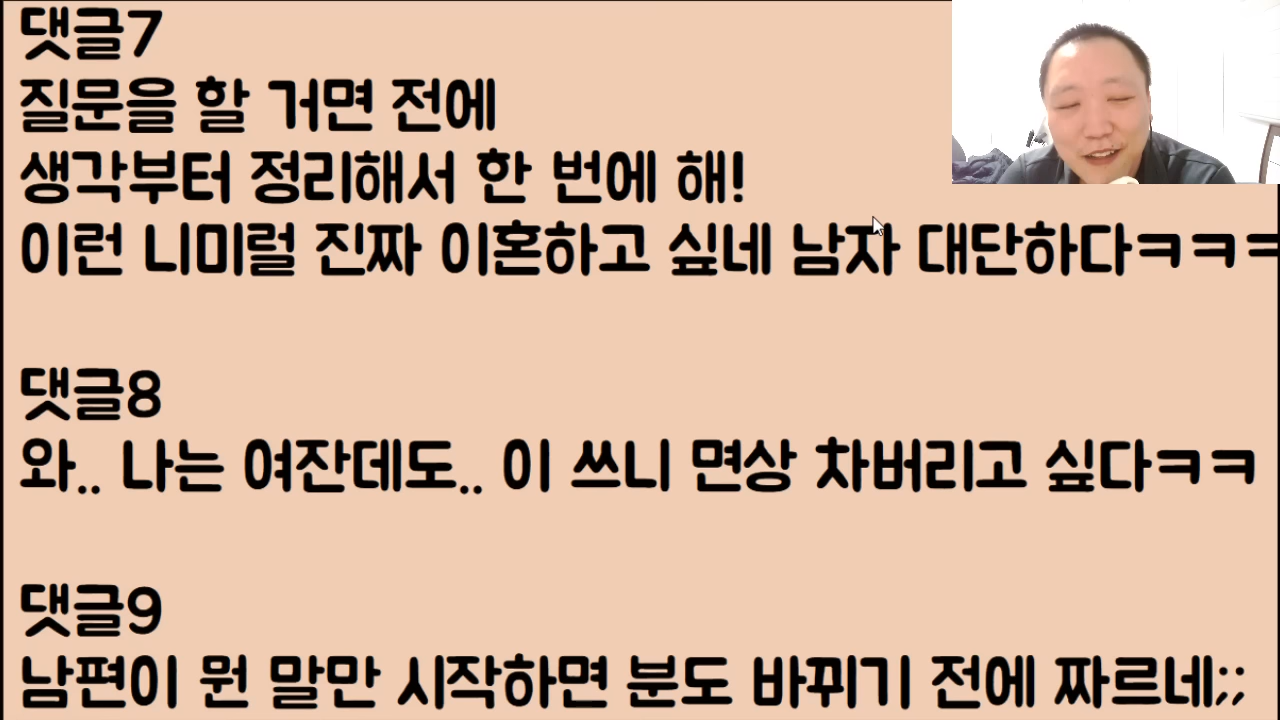 댓글7
질문을 할 거면 전에
생각부터 정리해서 한 번에 해!
이런 니미럴 진짜 이혼하고 싶네 남자 대단하다ㅋㅋㅋ
댓글8
와.. 나는 여잔데도.. 이 쓰니 면상 차버리고 싶다ㅋㅋ
댓글9
남편이 뭔 말만 시작하면 분도 바뀌기 전에 짜르네;;